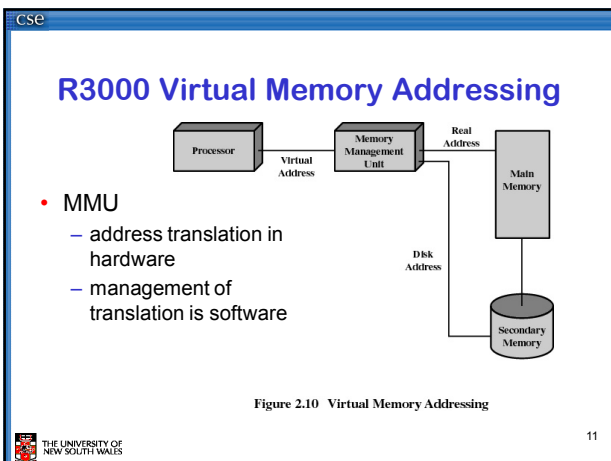 cse
R3000 Virtual Memory Addressing
Processor
Virtual
Address
Memory
Management
Unit
Real
Address
Main
Memory
• MMU
– address translation in
hardware
– management of
translation is software
Disk
Address
Secondary
Memory
Figure 2.10 Virtual Memory Addressing
THE UNIVERSITY OF
NEW SOUTH WALES
11